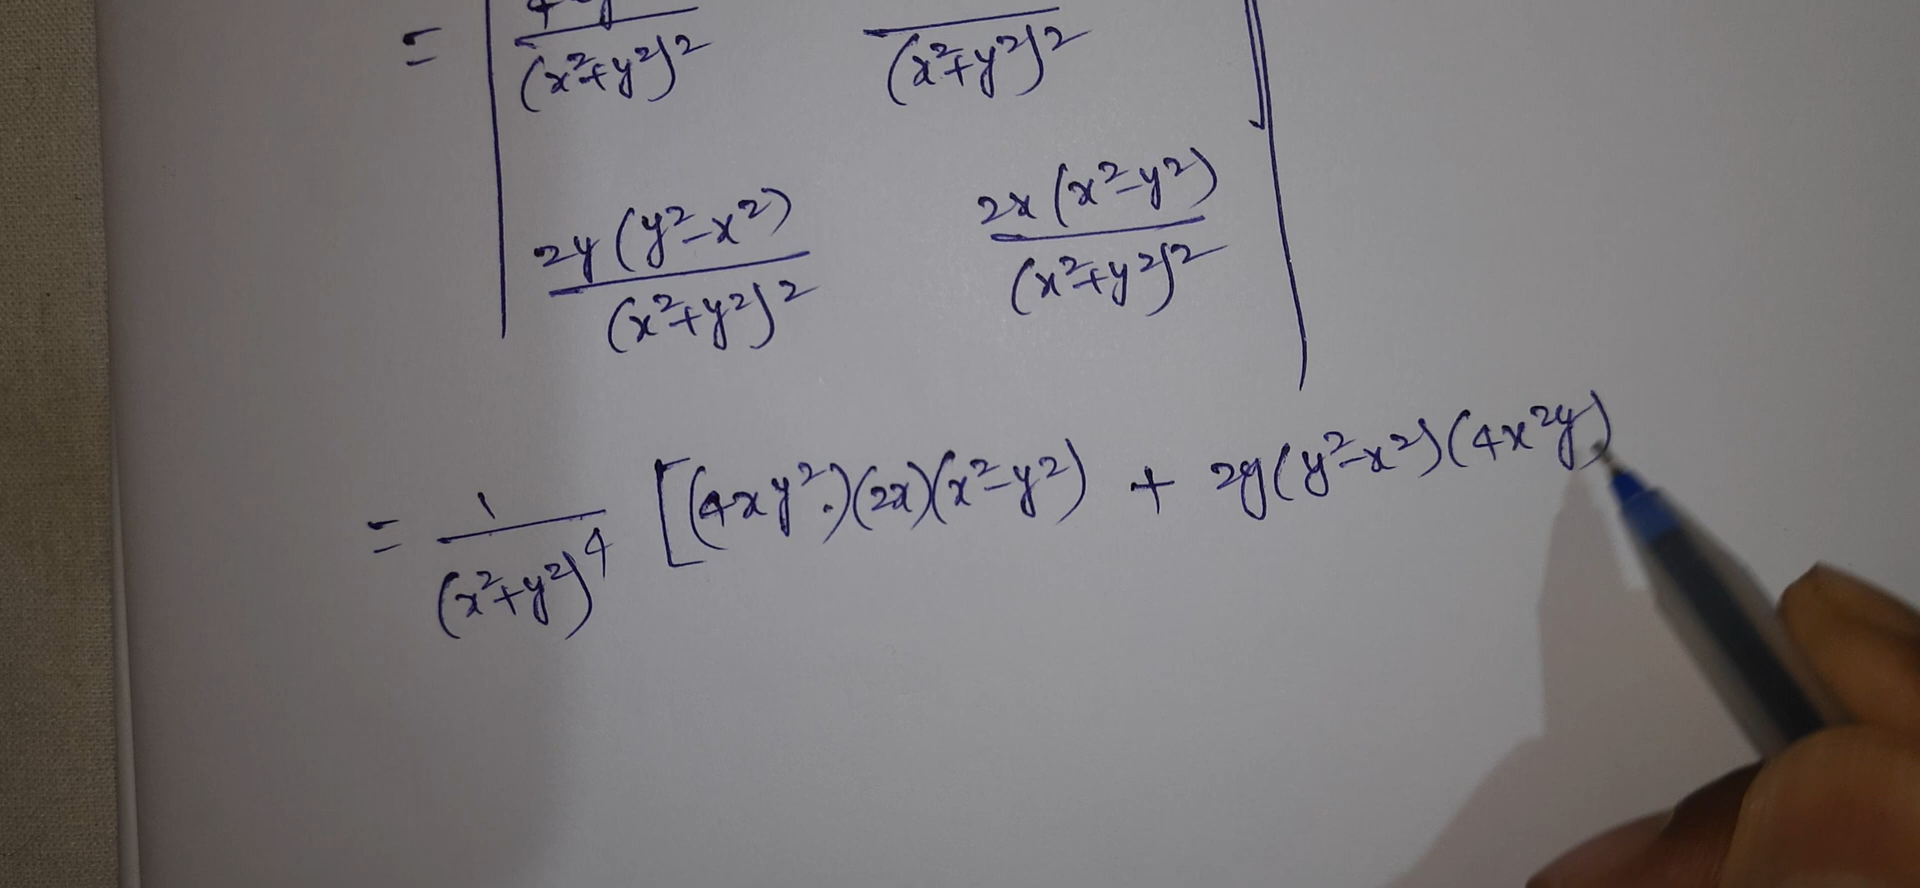 = | (x²+y²)² (x²+y²)² |
2y(y²-x²) 2x(x²-y²)
(x²+y²)² (x²+y²)²
= 1/(x²+y²)⁴ [(4xy²)(2x)(x²-y²) + 2y(y²-x²)(4x²y)